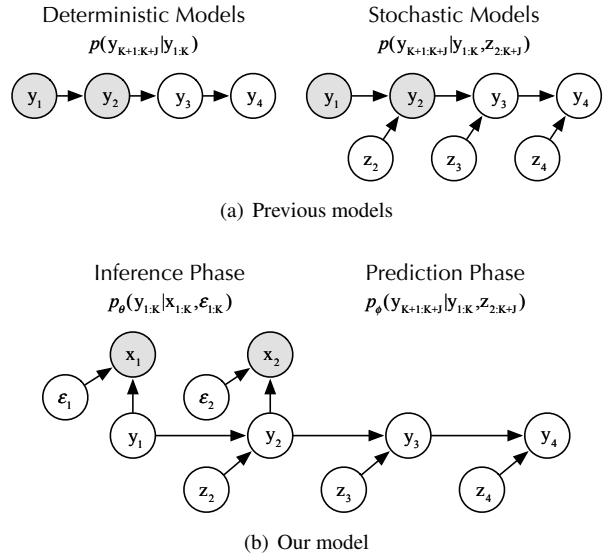 Deterministic Models
p(y_{K+1:K+J}|y_{1:K})
y_1 y_2 y_3 y_4
Stochastic Models
p(y_{K+1:K+J}|y_{1:K},z_{2:K+J})
y_1 y_2 y_3 y_4
z_2 z_3 z_4
(a) Previous models
Inference Phase
p_θ(y_{1:K}|x_{1:K},ε_{1:K})
Prediction Phase
p_ϕ(y_{K+1:K+J}|y_{1:K},z_{2:K+J})
x_1 x_2
ε_1 ε_2
y_1 y_2 y_3 y_4
z_2 z_3 z_4
(b) Our model